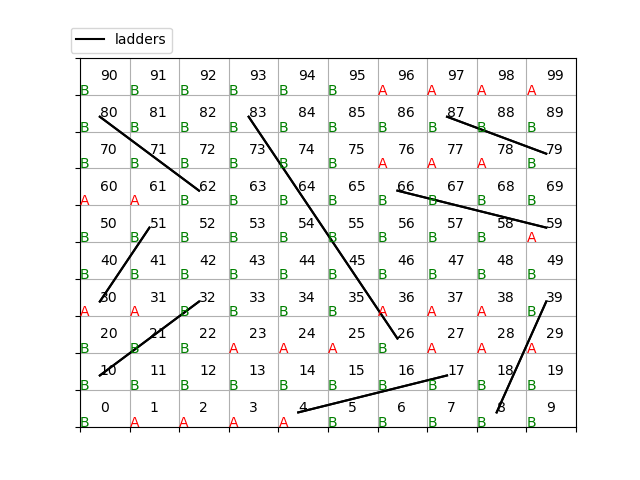 ladders
90 91 92 93 94 95 96 97 98 99
B B B B B B A A A A
80 81 82 83 84 85 86 87 88 89
B B B B B B B B B B
70 71 72 73 74 75 76 77 78 79
B B B B B B A A A B
60 61 62 63 64 65 66 67 68 69
A A B B B B B B B B
50 51 52 53 54 55 56 57 58 59
B B B B B B B B B A
40 41 42 43 44 45 46 47 48 49
B B B B B B B B B B
30 31 32 33 34 35 36 37 38 39
A A B B B B A A A B
20 21 22 23 24 25 26 27 28 29
B B B A A A B A A A
10 11 12 13 14 15 16 17 18 19
B B B B B B B B B B
0 1 2 3 4 5 6 7 8 9
B A A A A B B B B B